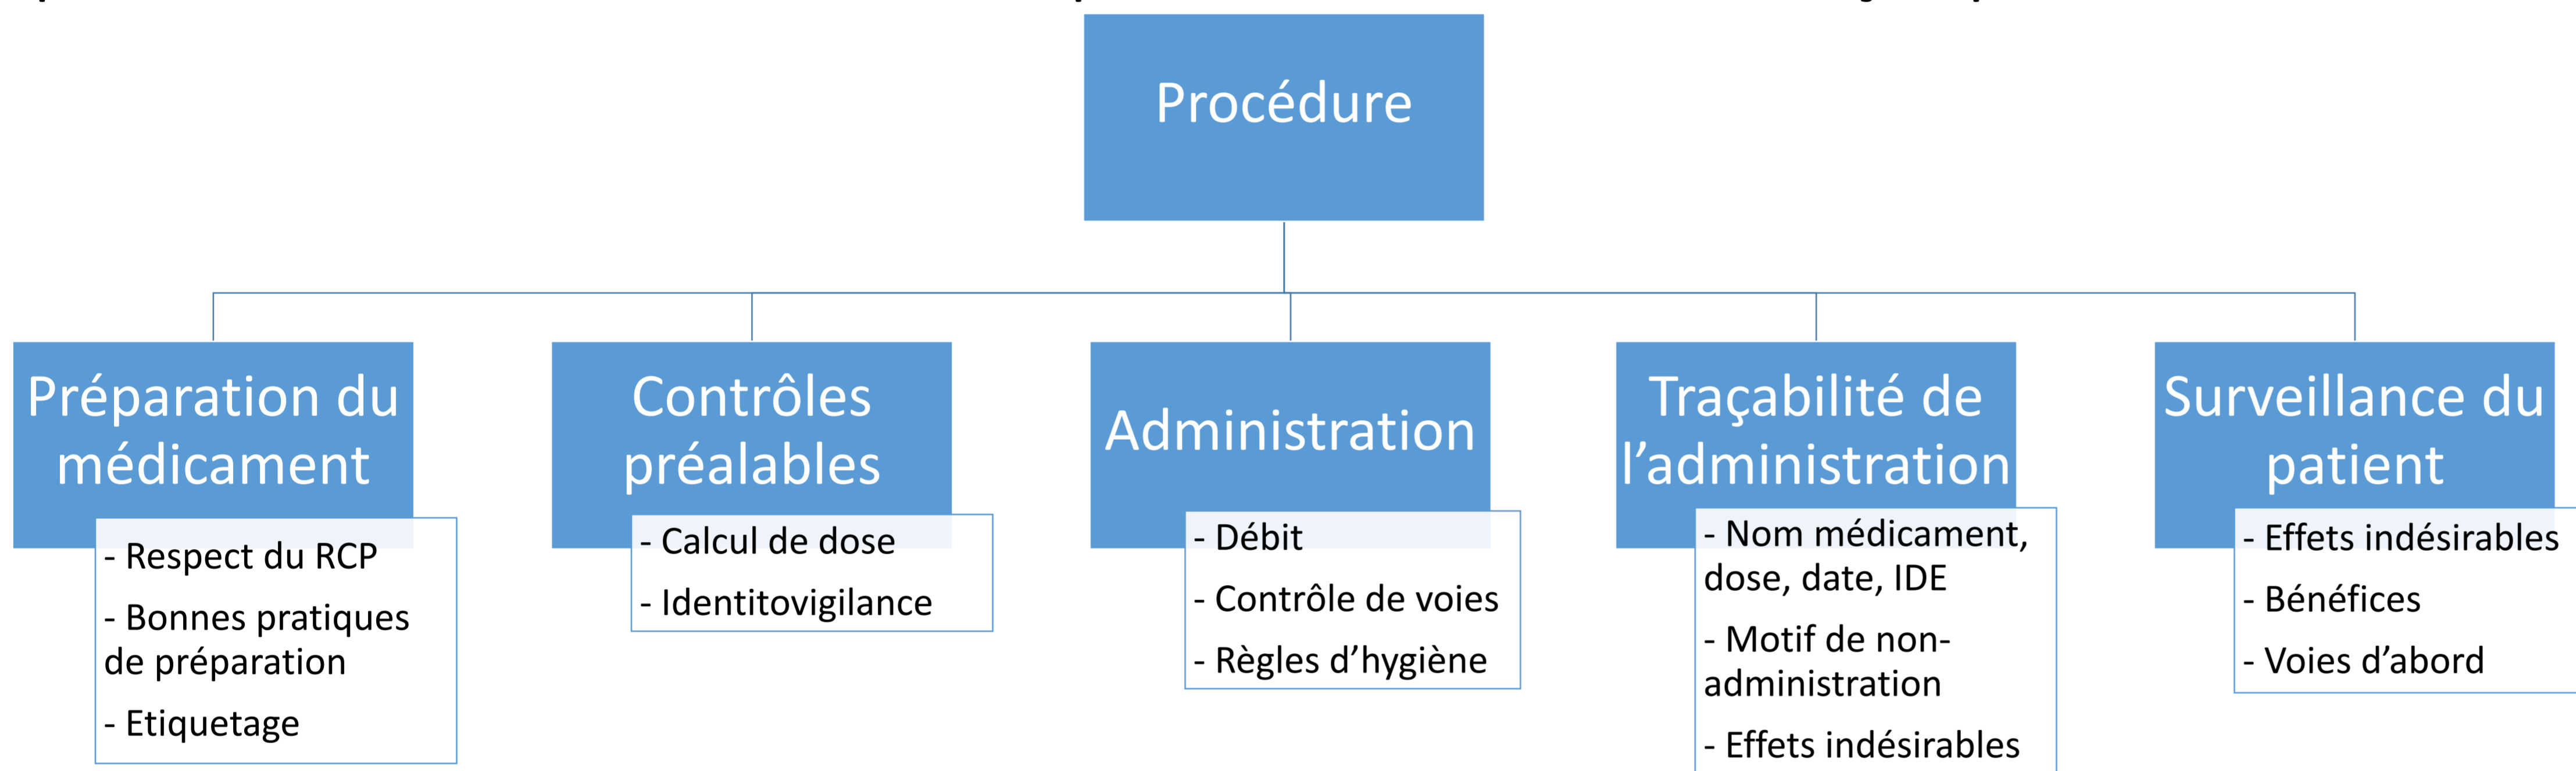 Procédure
Préparation du
médicament
- Respect du RCP
- Bonnes pratiques
de préparation
- Etiquetage
Contrôles
préalables
- Calcul de dose
- Identitovigilance
Administration
- Débit
- Contrôle de voies
- Règles d’hygiène
Traçabilité de
l’administration
- Nom médicament,
dose, date, IDE
- Motif de non-
administration
- Effets indésirables
Surveillance du
patient
- Effets indésirables
- Bénéfices
- Voies d’abord